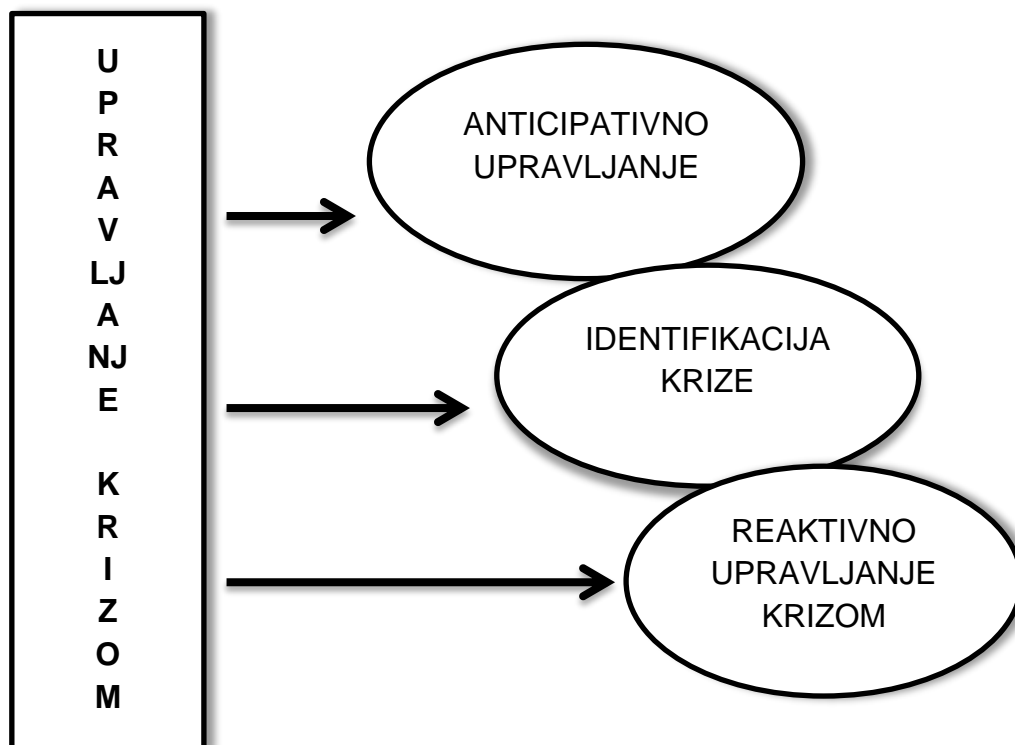 U
P
R
A
V
LJ
A
NJ
E
K
R
I
Z
O
M
ANTICIPATIVNO
UPRAVLJANJE
IDENTIFIKACIJA
KRIZE
REAKTIVNO
UPRAVLJANJE
KRIZOM